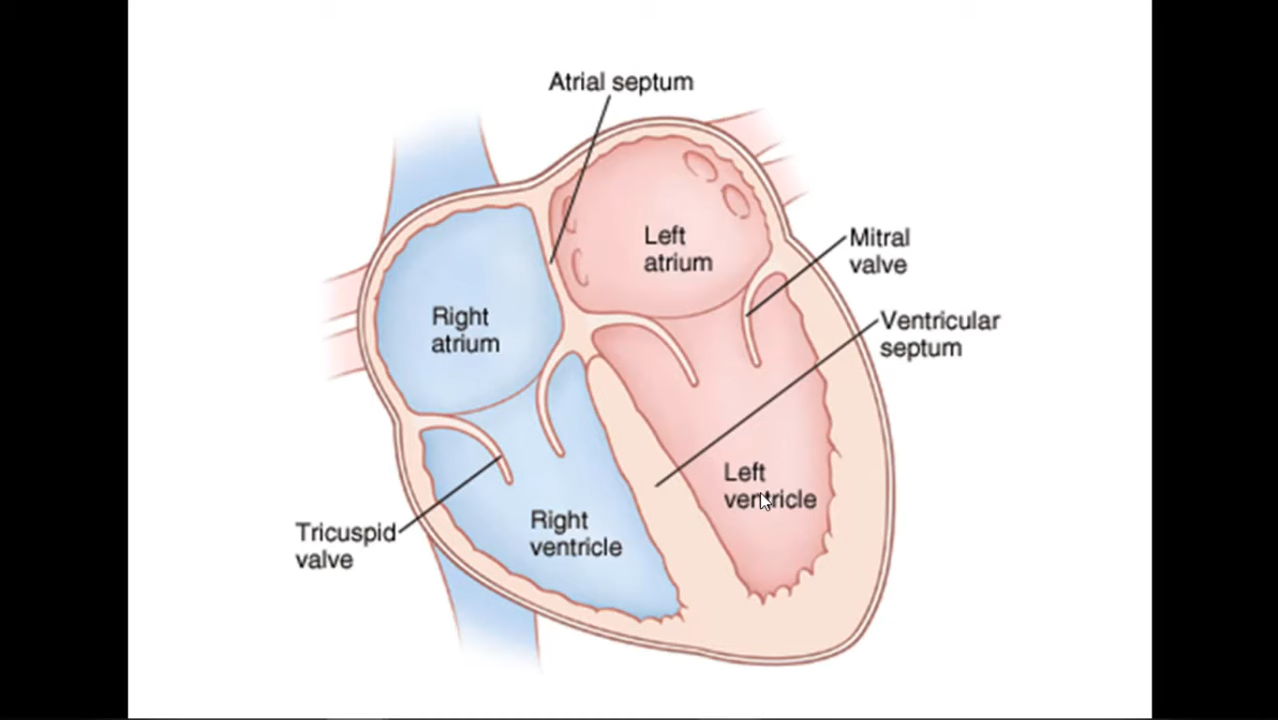 Atrial septum
Left
atrium
Mitral
valve
Right
atrium
Ventricular
septum
Left
ventricle
Tricuspid
valve
Right
ventricle